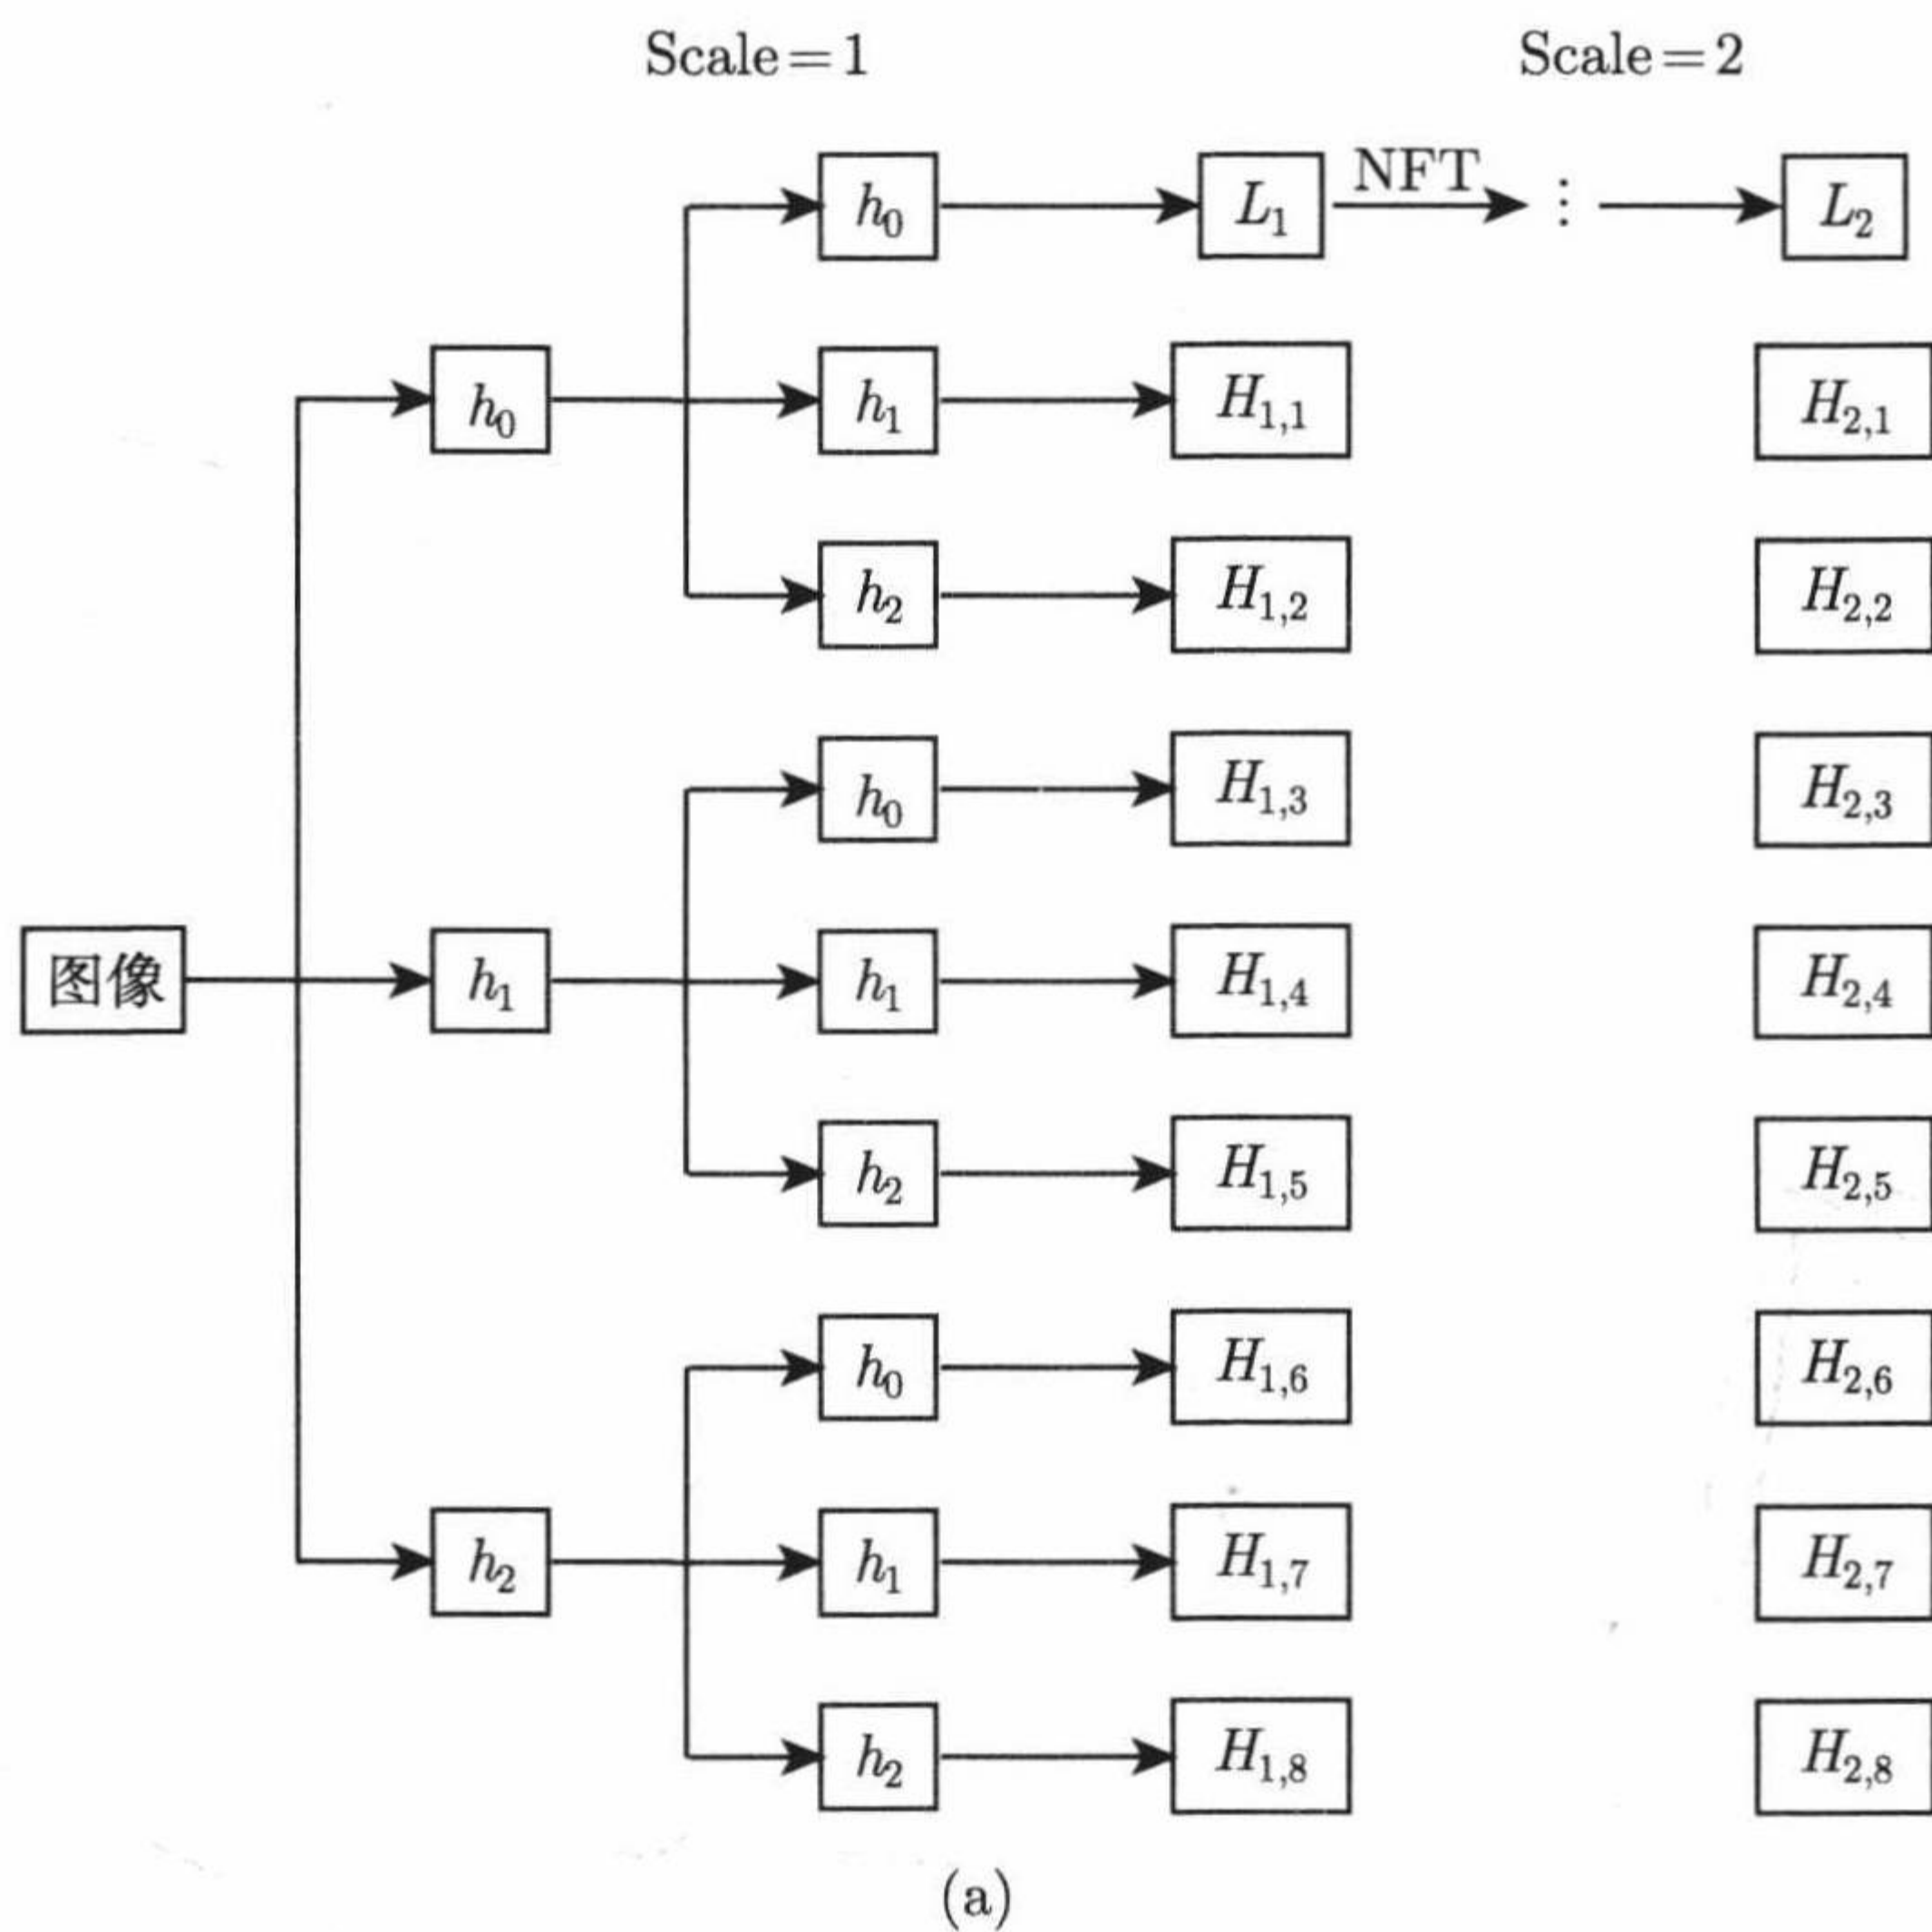 Scale=1 Scale=2
h₀ L₁ NFT ⋮ L₂
h₀ h₁ H₁,₁ H₂,₁
h₂ H₁,₂ H₂,₂
h₀ H₁,₃ H₂,₃
图像 h₁ h₁ H₁,₄ H₂,₄
h₂ H₁,₅ H₂,₅
h₀ H₁,₆ H₂,₆
h₂ h₁ H₁,₇ H₂,₇
h₂ H₁,₈ H₂,₈
(a)